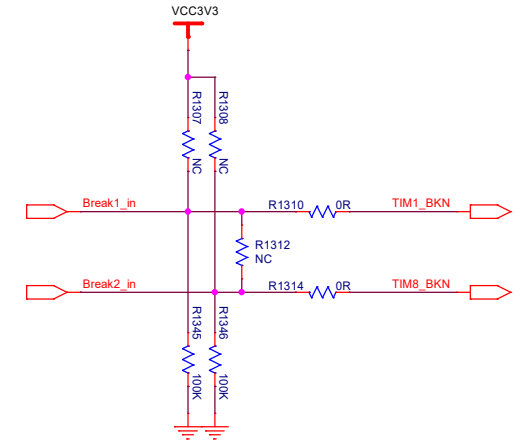 VCC3V3
R1307
R1308
NC
NC
Break1_in
R1310
0R
TIM1_BKN
R1312
NC
Break2_in
R1314
0R
TIM8_BKN
R1345
R1346
100K
100K